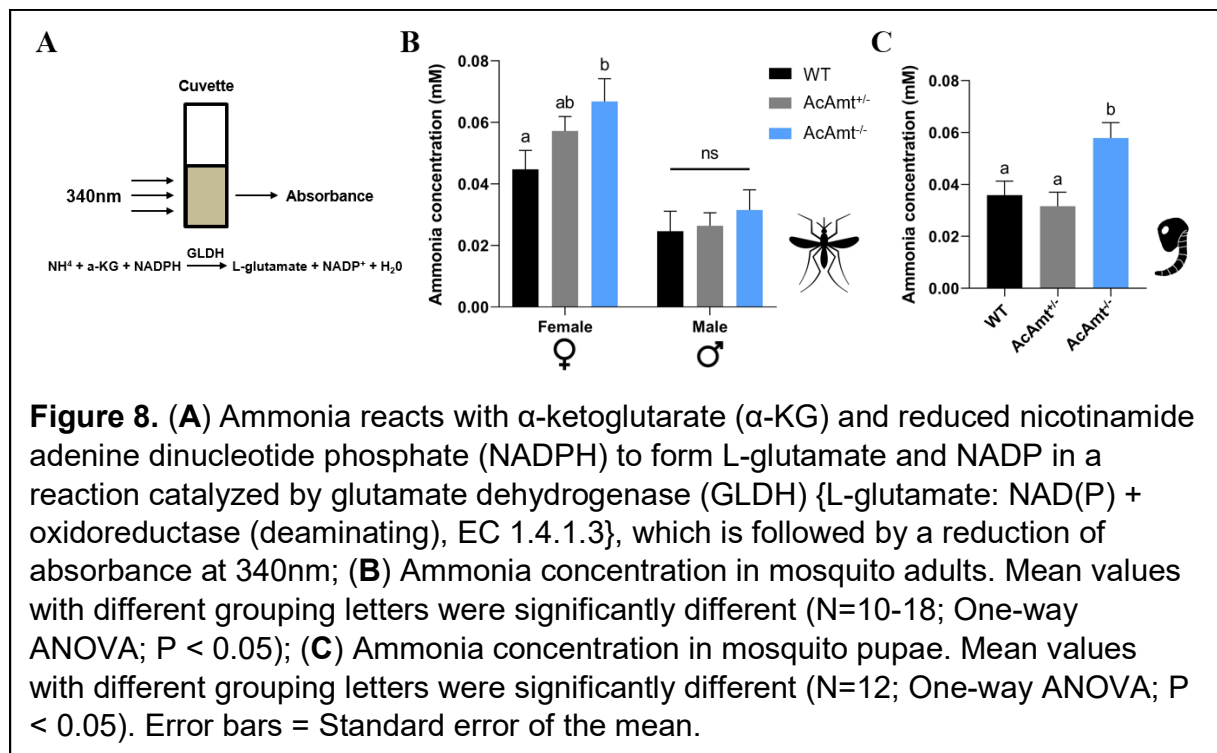 A
Cuvette
340nm
Absorbance
GLDH
NH⁴ + a-KG + NADPH L-glutamate + NADP⁺ + H₂0
B
Ammonia concentration (mM)
0.08
0.06
0.04
0.02
0.00
a
ab
b
ns
Female
Male
♀
♂
WT
AcAmt⁺/⁻
AcAmt⁻/⁻
C
Ammonia concentration (mM)
0.08
0.06
0.04
0.02
0.00
a
a
b
WT
AcAmt⁺/⁻
AcAmt⁻/⁻
Figure 8. (A) Ammonia reacts with α-ketoglutarate (α-KG) and reduced nicotinamide
adenine dinucleotide phosphate (NADPH) to form L-glutamate and NADP in a
reaction catalyzed by glutamate dehydrogenase (GLDH) {L-glutamate: NAD(P) +
oxidoreductase (deaminating), EC 1.4.1.3}, which is followed by a reduction of
absorbance at 340nm; (B) Ammonia concentration in mosquito adults. Mean values
with different grouping letters were significantly different (N=10-18; One-way
ANOVA; P < 0.05); (C) Ammonia concentration in mosquito pupae. Mean values
with different grouping letters were significantly different (N=12; One-way ANOVA; P
< 0.05). Error bars = Standard error of the mean.